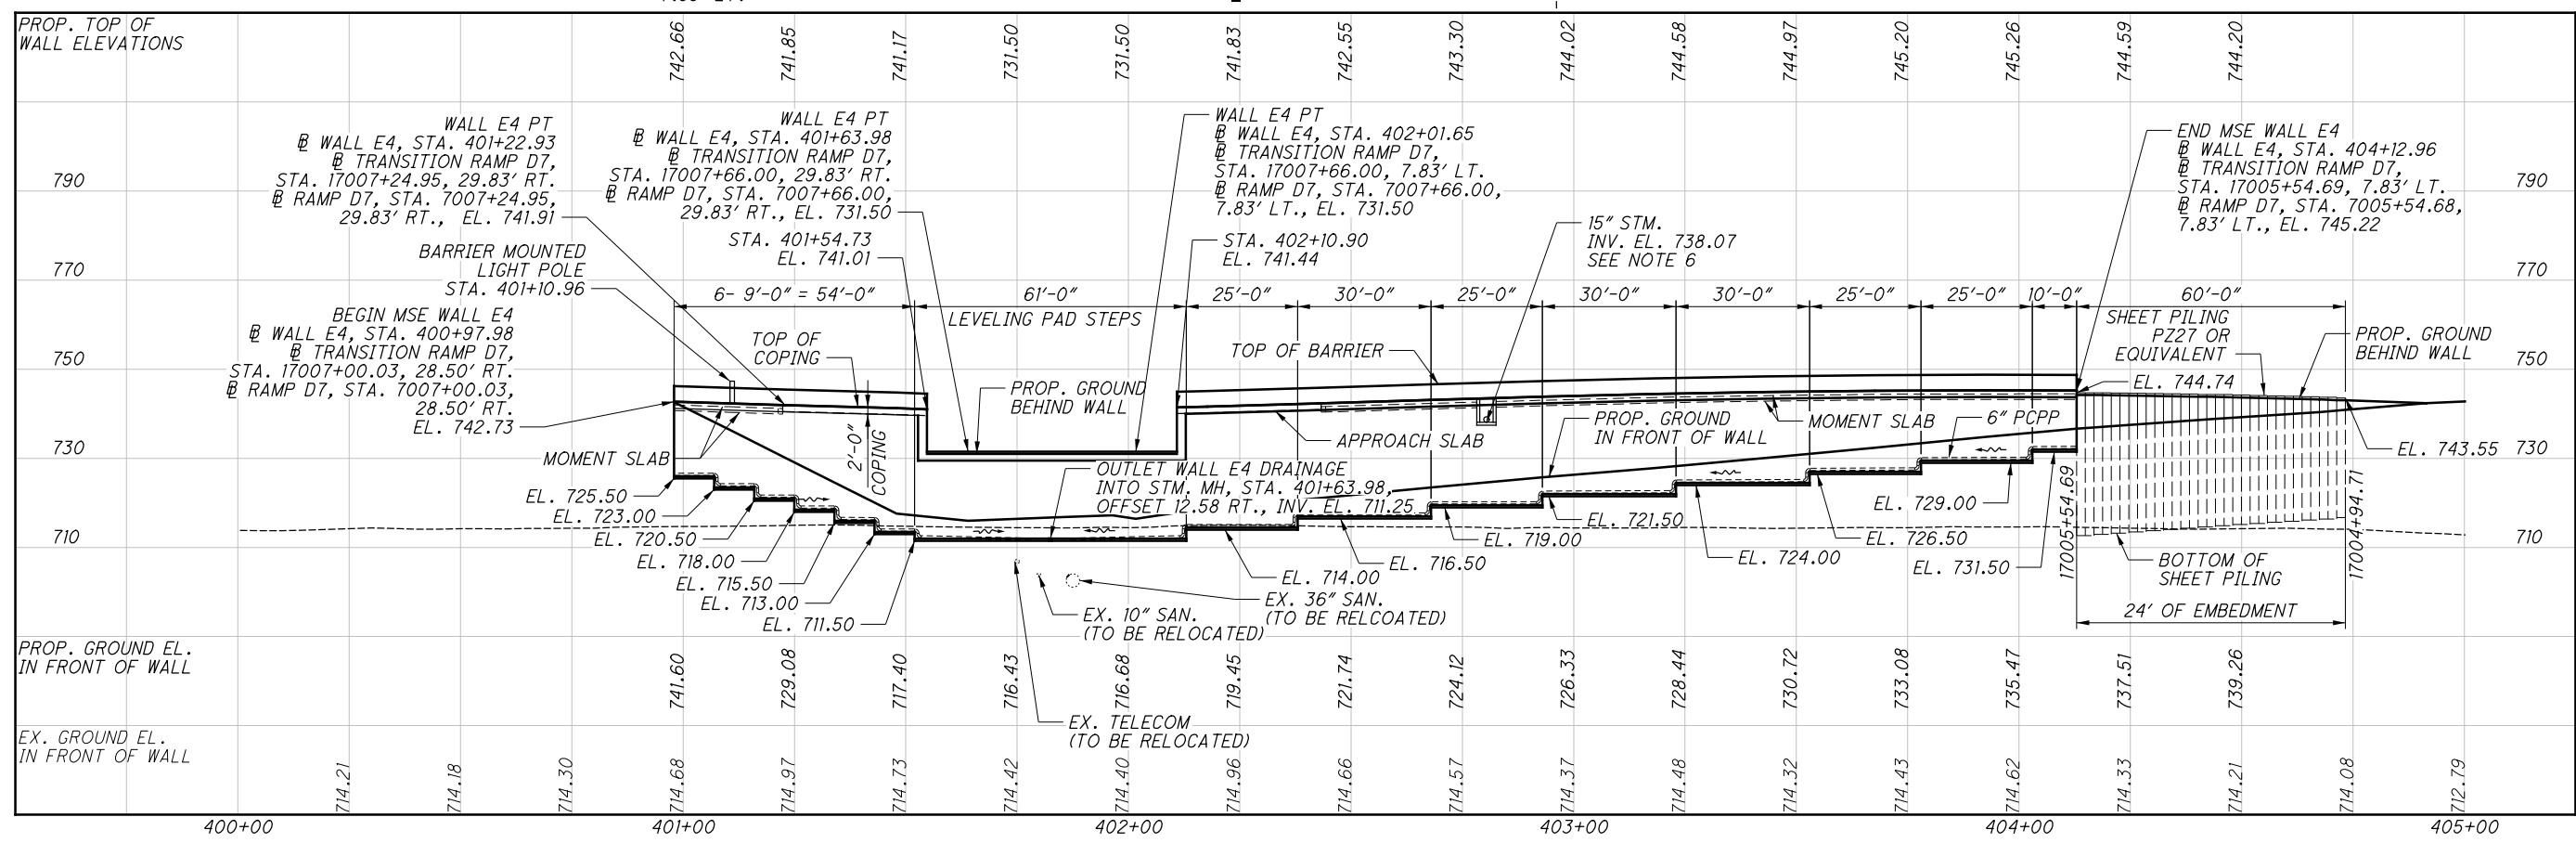 PROP. TOP OF
WALL ELEVATIONS
742.66
741.85
741.17
731.50
731.50
741.83
742.55
743.30
744.02
744.58
744.97
745.20
745.26
744.59
744.20
WALL E4 PT
℄ WALL E4, STA. 401+22.93
℄ TRANSITION RAMP D7,
STA. 17007+24.95, 29.83' RT.
℄ RAMP D7, STA. 7007+24.95,
29.83' RT., EL. 741.91
WALL E4 PT
℄ WALL E4, STA. 401+63.98
℄ TRANSITION RAMP D7,
STA. 17007+66.00, 29.83' RT.
℄ RAMP D7, STA. 7007+66.00,
29.83' RT., EL. 731.50
WALL E4 PT
℄ WALL E4, STA. 402+01.65
℄ TRANSITION RAMP D7,
STA. 17007+66.00, 7.83' LT.
℄ RAMP D7, STA. 7007+66.00,
7.83' LT., EL. 731.50
END MSE WALL E4
℄ WALL E4, STA. 404+12.96
℄ TRANSITION RAMP D7,
STA. 17005+54.69, 7.83' LT.
℄ RAMP D7, STA. 7005+54.68,
7.83' LT., EL. 745.22
790
790
STA. 401+54.73
EL. 741.01
STA. 402+10.90
EL. 741.44
15" STM.
INV. EL. 738.07
SEE NOTE 6
BARRIER MOUNTED
LIGHT POLE
STA. 401+10.96
770
770
6- 9'-0" = 54'-0"
61'-0"
25'-0"
30'-0"
25'-0"
30'-0"
30'-0"
25'-0"
25'-0"
10'-0"
60'-0"
LEVELING PAD STEPS
BEGIN MSE WALL E4
℄ WALL E4, STA. 400+97.98
℄ TRANSITION RAMP D7,
STA. 17007+00.03, 28.50' RT.
℄ RAMP D7, STA. 7007+00.03,
28.50' RT.
EL. 742.73
TOP OF
COPING
TOP OF BARRIER
SHEET PILING
PZ27 OR
EQUIVALENT
PROP. GROUND
BEHIND WALL
750
750
PROP. GROUND
BEHIND WALL
EL. 744.74
2'-0"
COPING
APPROACH SLAB
PROP. GROUND
IN FRONT OF WALL
MOMENT SLAB
6" PCPP
EL. 743.55
730
730
MOMENT SLAB
OUTLET WALL E4 DRAINAGE
INTO STM. MH, STA. 401+63.98,
OFFSET 12.58 RT., INV. EL. 711.25
EL. 725.50
EL. 723.00
EL. 720.50
EL. 718.00
EL. 715.50
EL. 713.00
EL. 711.50
EL. 714.00
EL. 716.50
EL. 719.00
EL. 721.50
EL. 724.00
EL. 726.50
EL. 729.00
EL. 731.50
17005+54.69
17004+94.71
710
710
BOTTOM OF
SHEET PILING
24' OF EMBEDMENT
EX. 36" SAN.
(TO BE RELCOATED)
EX. 10" SAN.
(TO BE RELOCATED)
EX. TELECOM
(TO BE RELOCATED)
PROP. GROUND EL.
IN FRONT OF WALL
741.60
729.08
717.40
716.43
716.68
719.45
721.74
724.12
726.33
728.44
730.72
733.08
735.47
737.51
739.26
EX. GROUND EL.
IN FRONT OF WALL
714.21
714.18
714.30
714.68
714.97
714.73
714.42
714.40
714.96
714.66
714.57
714.37
714.48
714.32
714.43
714.62
714.33
714.21
714.08
712.79
400+00
401+00
402+00
403+00
404+00
405+00